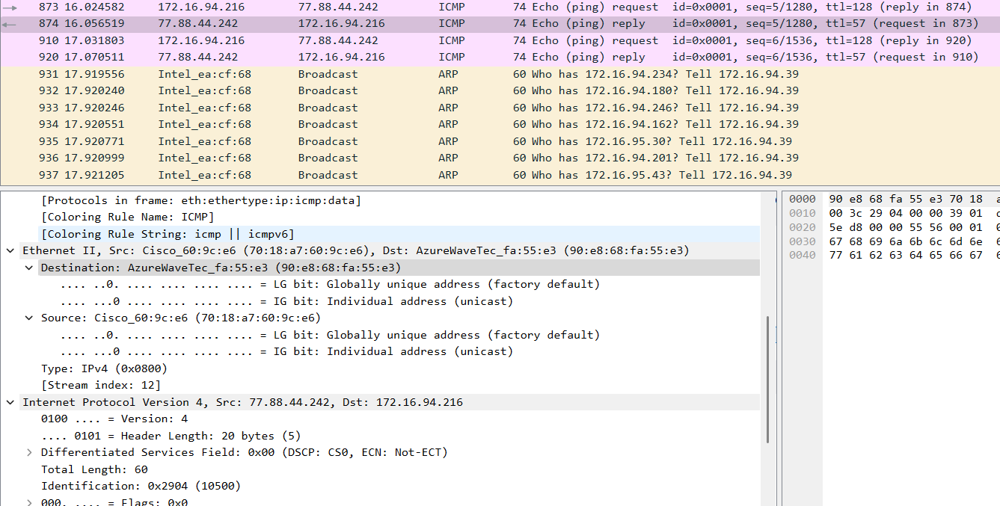 873 16.024582 172.16.94.216 77.88.44.242 ICMP 74 Echo (ping) request id=0x0001, seq=5/1280, ttl=128 (reply in 874)
874 16.056519 77.88.44.242 172.16.94.216 ICMP 74 Echo (ping) reply id=0x0001, seq=5/1280, ttl=57 (request in 873)
910 17.031803 172.16.94.216 77.88.44.242 ICMP 74 Echo (ping) request id=0x0001, seq=6/1536, ttl=128 (reply in 920)
920 17.070511 77.88.44.242 172.16.94.216 ICMP 74 Echo (ping) reply id=0x0001, seq=6/1536, ttl=57 (request in 910)
931 17.919556 Intel_ea:cf:68 Broadcast ARP 60 Who has 172.16.94.234? Tell 172.16.94.39
932 17.920240 Intel_ea:cf:68 Broadcast ARP 60 Who has 172.16.94.180? Tell 172.16.94.39
933 17.920246 Intel_ea:cf:68 Broadcast ARP 60 Who has 172.16.94.246? Tell 172.16.94.39
934 17.920551 Intel_ea:cf:68 Broadcast ARP 60 Who has 172.16.94.162? Tell 172.16.94.39
935 17.920771 Intel_ea:cf:68 Broadcast ARP 60 Who has 172.16.95.30? Tell 172.16.94.39
936 17.920999 Intel_ea:cf:68 Broadcast ARP 60 Who has 172.16.94.201? Tell 172.16.94.39
937 17.921205 Intel_ea:cf:68 Broadcast ARP 60 Who has 172.16.95.43? Tell 172.16.94.39
[Protocols in frame: eth:ethertype:ip:icmp:data]
[Coloring Rule Name: ICMP]
[Coloring Rule String: icmp || icmpv6]
Ethernet II, Src: Cisco_60:9c:e6 (70:18:a7:60:9c:e6), Dst: AzureWaveTec_fa:55:e3 (90:e8:68:fa:55:e3)
Destination: AzureWaveTec_fa:55:e3 (90:e8:68:fa:55:e3)
.... ..0. .... .... .... .... = LG bit: Globally unique address (factory default)
.... ...0 .... .... .... .... = IG bit: Individual address (unicast)
Source: Cisco_60:9c:e6 (70:18:a7:60:9c:e6)
.... ..0. .... .... .... .... = LG bit: Globally unique address (factory default)
.... ...0 .... .... .... .... = IG bit: Individual address (unicast)
Type: IPv4 (0x0800)
[Stream index: 12]
Internet Protocol Version 4, Src: 77.88.44.242, Dst: 172.16.94.216
0100 .... = Version: 4
.... 0101 = Header Length: 20 bytes (5)
Differentiated Services Field: 0x00 (DSCP: CS0, ECN: Not-ECT)
Total Length: 60
Identification: 0x2904 (10500)
000. .... = Flags: 0x0
0000 90 e8 68 fa 55 e3 70 18
0010 00 3c 29 04 00 00 39 01
0020 5e d8 00 00 55 56 00 01
0030 67 68 69 6a 6b 6c 6d 6e
0040 77 61 62 63 64 65 66 67